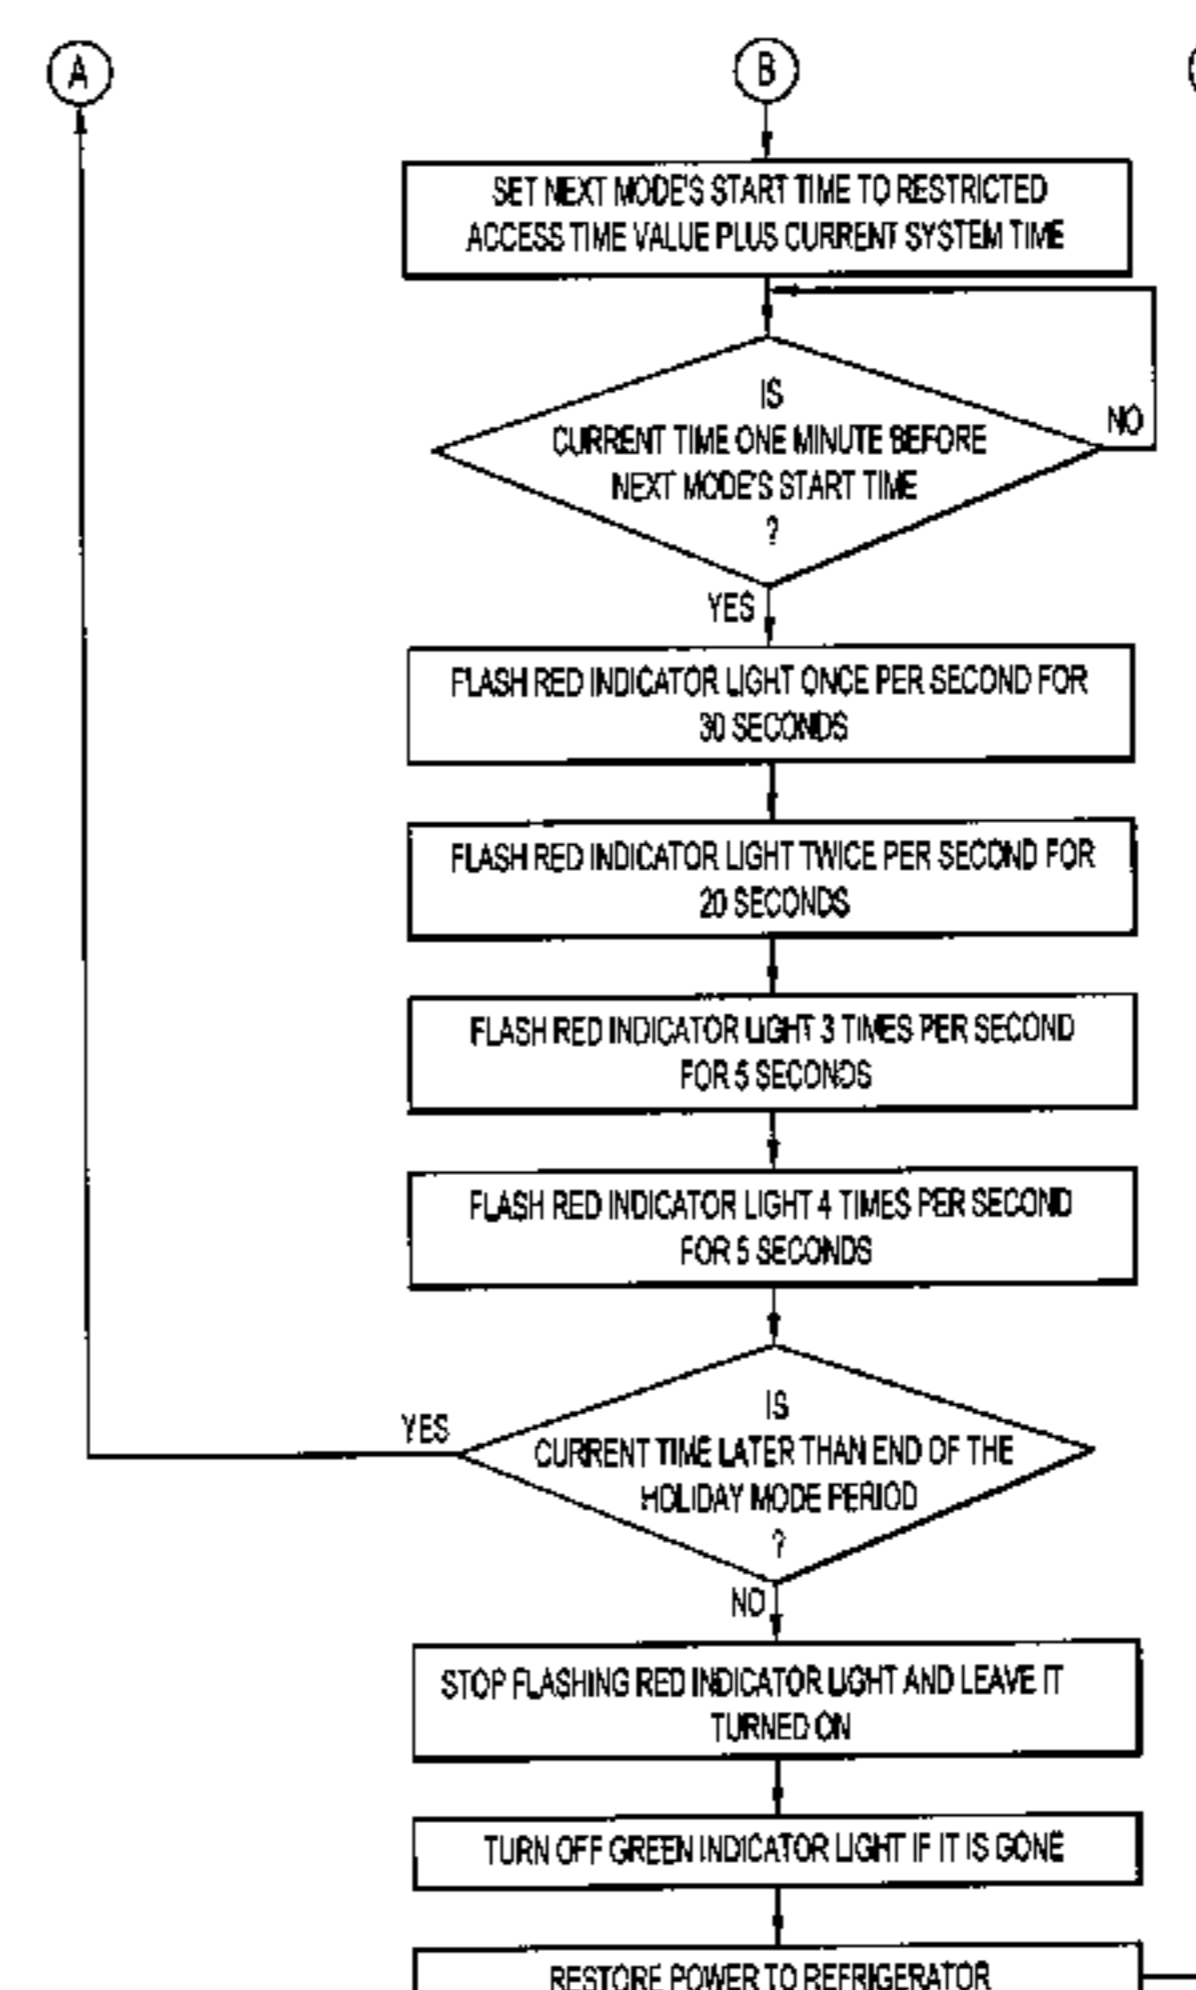 A
B
SET NEXT MODE'S START TIME TO RESTRICTED
ACCESS TIME VALUE PLUS CURRENT SYSTEM TIME
IS
CURRENT TIME ONE MINUTE BEFORE
NEXT MODE'S START TIME
?
NO
YES
FLASH RED INDICATOR LIGHT ONCE PER SECOND FOR
30 SECONDS
FLASH RED INDICATOR LIGHT TWICE PER SECOND FOR
20 SECONDS
FLASH RED INDICATOR LIGHT 3 TIMES PER SECOND
FOR 5 SECONDS
FLASH RED INDICATOR LIGHT 4 TIMES PER SECOND
FOR 5 SECONDS
YES
IS
CURRENT TIME LATER THAN END OF THE
HOLIDAY MODE PERIOD
?
NO
STOP FLASHING RED INDICATOR LIGHT AND LEAVE IT
TURNED ON
TURN OFF GREEN INDICATOR LIGHT IF IT IS GONE
RESTORE POWER TO REFRIGERATOR